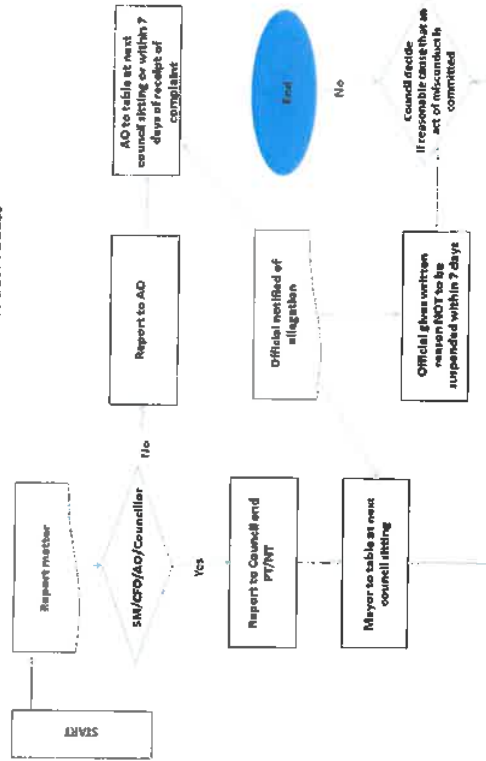 START
Report matter
SM/CFO/AO/Councillor
No
Yes
Report to AO
AO to table at next
council sitting or within 7
days of receipt of
complaint
Report to Council and
PT/NT
Mayor to table at next
council sitting
Official notified of
allegation
Official gives written
reason NOT to be
suspended within 7 days
Council decide
if reasonable cause that an
act of misconduct is
committed
No
End